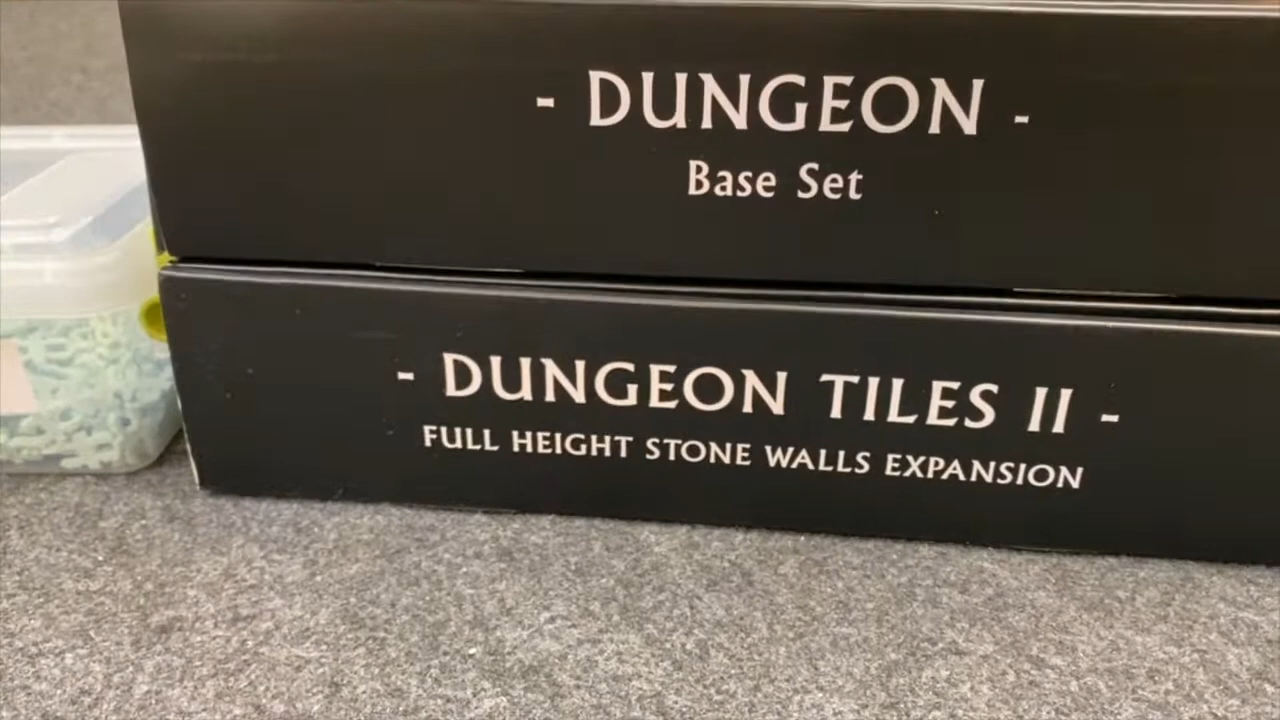 - DUNGEON -
Base Set
- DUNGEON TILES II -
FULL HEIGHT STONE WALLS EXPANSION